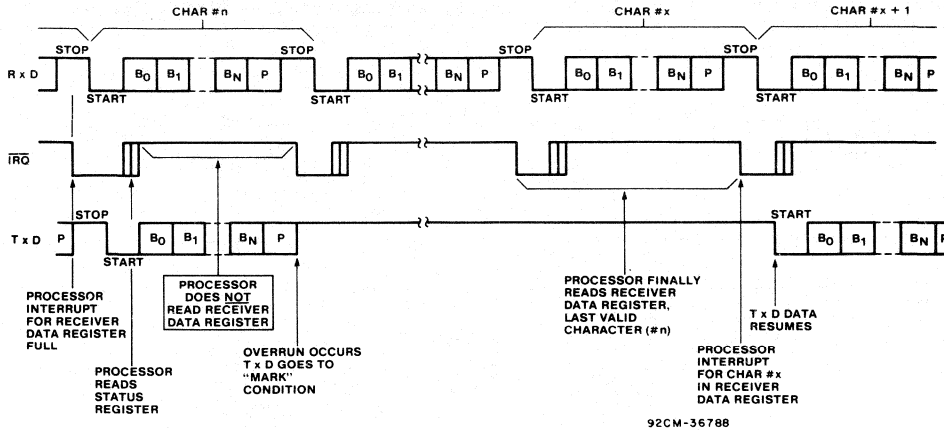 CHAR #n CHAR #x CHAR #x + 1
STOP STOP STOP STOP
R x D B0 B1 BN P B0 B1 BN P B0 B1 BN P B0 B1 BN P
START START START START
IRQ
STOP START
T x D P B0 B1 BN P B0 B1 BN P
START
PROCESSOR
INTERRUPT
FOR RECEIVER
DATA REGISTER
FULL
PROCESSOR
READS
STATUS
REGISTER
PROCESSOR
DOES NOT
READ RECEIVER
DATA REGISTER
OVERRUN OCCURS
T x D GOES TO
"MARK"
CONDITION
PROCESSOR FINALLY
READS RECEIVER
DATA REGISTER,
LAST VALID
CHARACTER (#n)
PROCESSOR
INTERRUPT
FOR CHAR #x
IN RECEIVER
DATA REGISTER
T x D DATA
RESUMES
92CM-36788